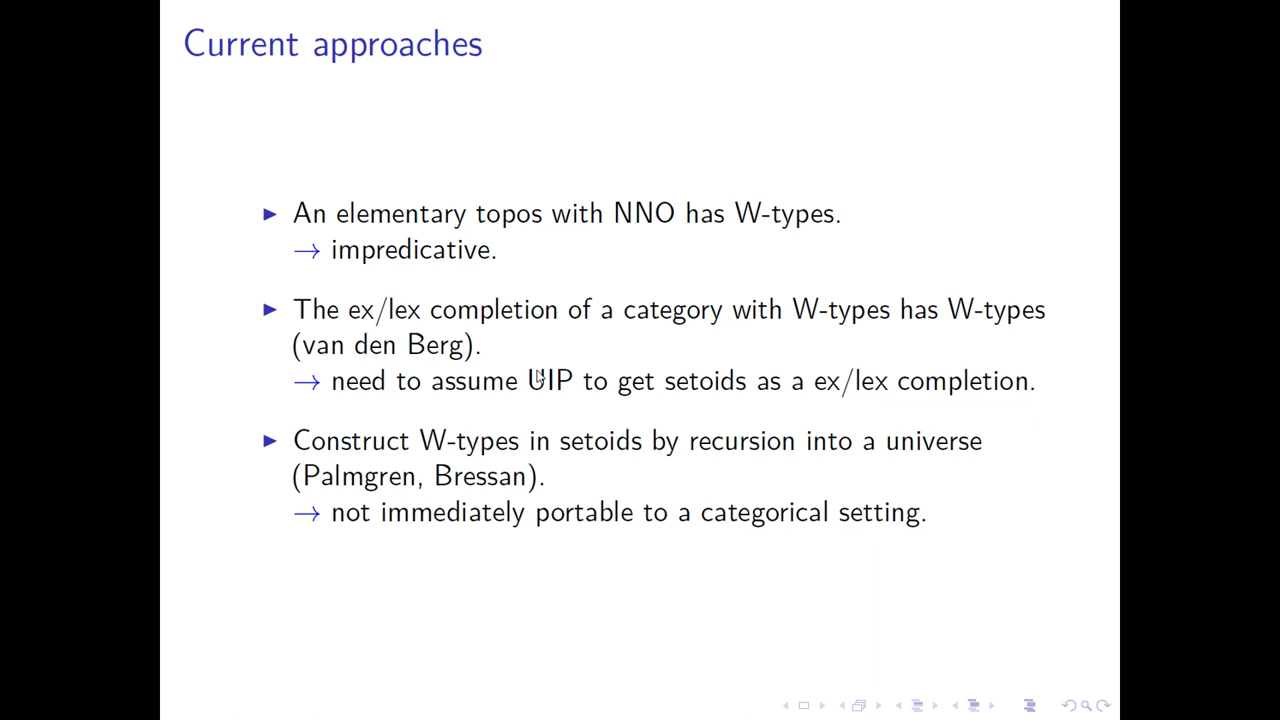 Current approaches
▶ An elementary topos with NNO has W-types.
→ impredicative.
▶ The ex/lex completion of a category with W-types has W-types
(van den Berg).
→ need to assume UIP to get setoids as a ex/lex completion.
▶ Construct W-types in setoids by recursion into a universe
(Palmgren, Bressan).
→ not immediately portable to a categorical setting.